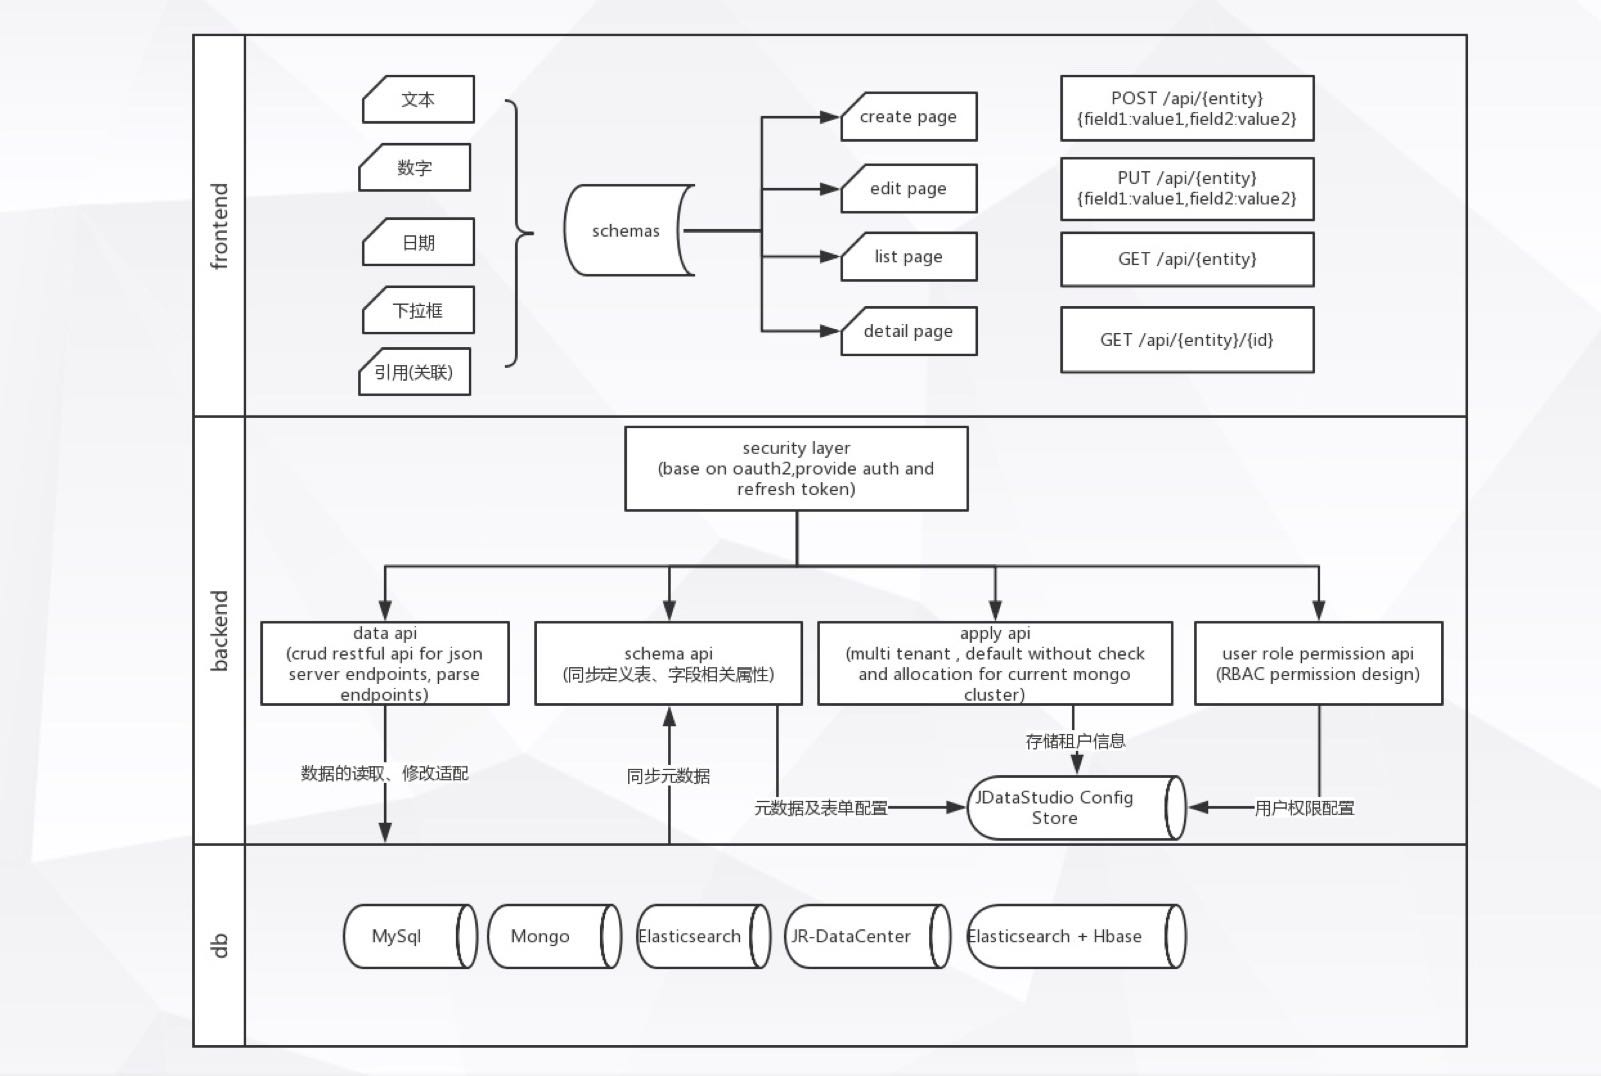 frontend
文本
数字
日期
下拉框
引用(关联)
schemas
create page
edit page
list page
detail page
POST /api/{entity}
{field1:value1,field2:value2}
PUT /api/{entity}
{field1:value1,field2:value2}
GET /api/{entity}
GET /api/{entity}/{id}
backend
security layer
(base on oauth2,provide auth and
refresh token)
data api
(crud restful api for json
server endpoints, parse
endpoints)
schema api
(同步定义表、字段相关属性)
apply api
(multi tenant , default without check
and allocation for current mongo
cluster)
user role permission api
(RBAC permission design)
数据的读取、修改适配
同步元数据
元数据及表单配置
存储租户信息
JDataStudio Config
Store
用户权限配置
db
MySql
Mongo
Elasticsearch
JR-DataCenter
Elasticsearch + Hbase